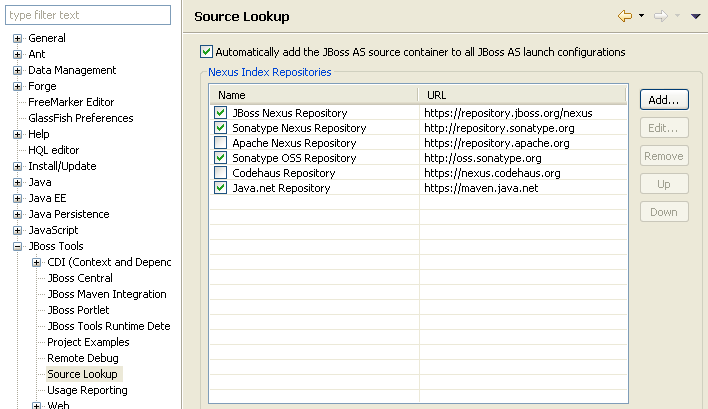 type filter text
General
Ant
Data Management
Forge
FreeMarker Editor
GlassFish Preferences
Help
HQL editor
Install/Update
Java
Java EE
Java Persistence
JavaScript
JBoss Tools
CDI (Context and Depend
JBoss Central
JBoss Maven Integration
JBoss Portlet
JBoss Tools Runtime Dete
Project Examples
Remote Debug
Source Lookup
Usage Reporting
Web
Source Lookup
Automatically add the JBoss AS source container to all JBoss AS launch configurations
Nexus Index Repositories
Name URL
JBoss Nexus Repository https://repository.jboss.org/nexus
Sonatype Nexus Repository http://repository.sonatype.org
Apache Nexus Repository https://repository.apache.org
Sonatype OSS Repository http://oss.sonatype.org
Codehaus Repository https://nexus.codehaus.org
Java.net Repository https://maven.java.net
Add...
Edit...
Remove
Up
Down